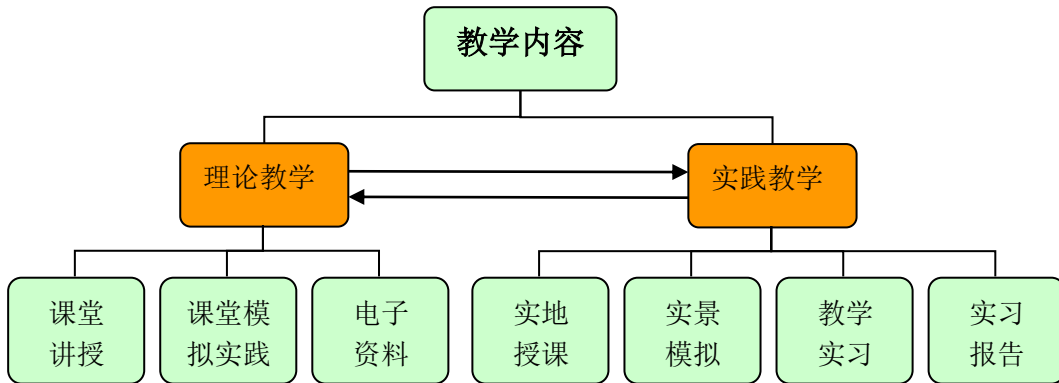 教学内容
理论教学
实践教学
课堂
讲授
课堂模
拟实践
电子
资料
实地
授课
实景
模拟
教学
实习
实习
报告